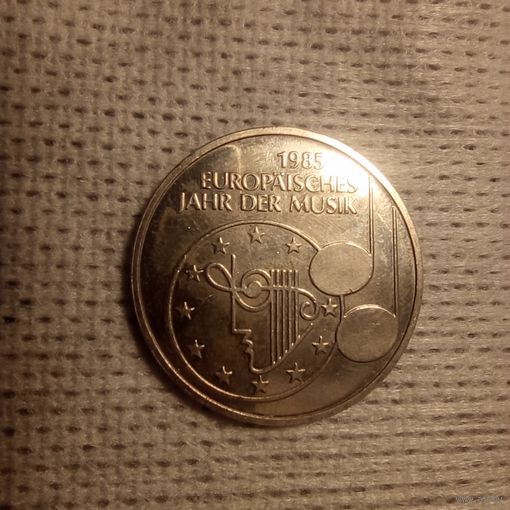 1985
EUROPÄISCHES
JAHR DER MUSIK